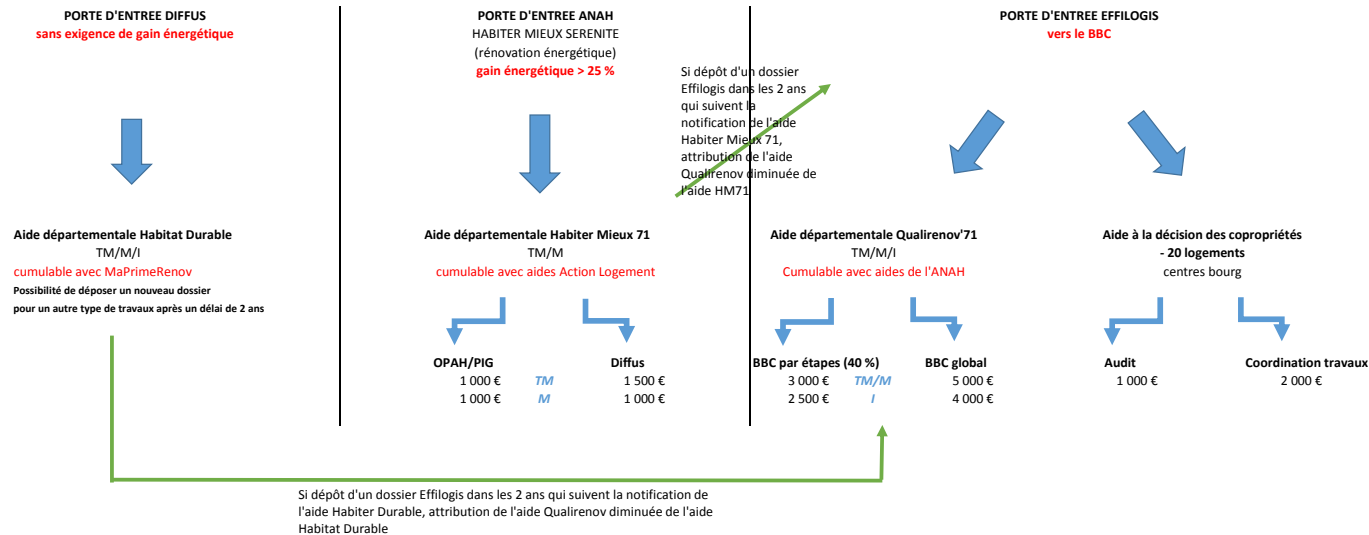 PORTE D'ENTREE DIFFUS
sans exigence de gain énergétique
Aide départementale Habitat Durable
TM/M/I
cumulable avec MaPrimeRenov
Possibilité de déposer un nouveau dossier
pour un autre type de travaux après un délai de 2 ans
PORTE D'ENTREE ANAH
HABITER MIEUX SERENITE
(rénovation énergétique)
gain énergétique > 25 %
Si dépôt d'un dossier
Effilogis dans les 2 ans
qui suivent la
notification de l'aide
Habiter Mieux 71,
attribution de l'aide
Qualirenov diminuée de
l'aide HM71
Aide départementale Habiter Mieux 71
TM/M
cumulable avec aides Action Logement
OPAH/PIG Diffus
1 000 € TM 1 500 €
1 000 € M 1 000 €
PORTE D'ENTREE EFFILOGIS
vers le BBC
Aide départementale Qualirenov'71
TM/M/I
Cumulable avec aides de l'ANAH
BBC par étapes (40 %) BBC global
3 000 € TM/M 5 000 €
2 500 € I 4 000 €
Aide à la décision des copropriétés
- 20 logements
centres bourg
Audit Coordination travaux
1 000 € 2 000 €
Si dépôt d'un dossier Effilogis dans les 2 ans qui suivent la notification de
l'aide Habiter Durable, attribution de l'aide Qualirenov diminuée de l'aide
Habitat Durable